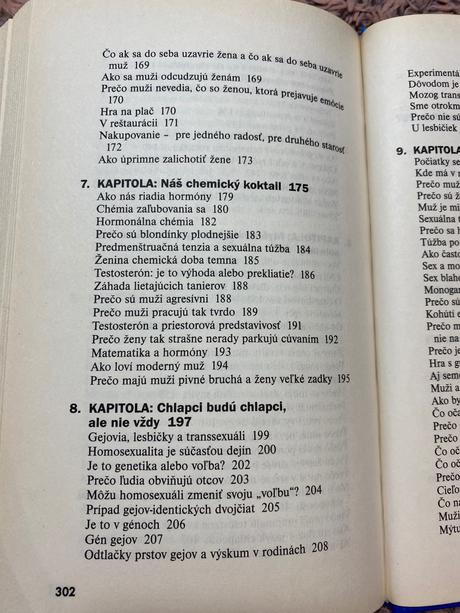 Čo ak sa do seba uzavrie žena a čo ak sa do seba uzavrie
muž 169
Ako sa muži odcudzujú ženám 169
Prečo muži nevedia, čo so ženou, ktorá prejavuje emócie
170
Hra na plač 170
V reštaurácii 171
Nakupovanie – pre jedného radosť, pre druhého starosť
172
Ako úprimne zalichotiť žene 173
7. KAPITOLA: Náš chemický koktail 175
Ako nás riadia hormóny 179
Chémia zaľubovania sa 180
Hormonálna chémia 182
Prečo sú blondínky plodnejšie 183
Predmenštruačná tenzia a sexuálna túžba 184
Ženina chemická doba temna 185
Testosterón: je to výhoda alebo prekliatie? 186
Záhada lietajúcich tanierov 188
Prečo sú muži agresívni 188
Prečo muži pracujú tak tvrdo 189
Testosterón a priestorová predstavivosť 191
Prečo ženy tak strašne nerady parkujú cúvaním 192
Matematika a hormóny 193
Ako loví moderný muž 194
Prečo majú muži pivné bruchá a ženy veľké zadky 195
8. KAPITOLA: Chlapci budú chlapci,
ale nie vždy 197
Gejovia, lesbičky a transsexuáli 199
Homosexualita je súčasťou dejín 200
Je to genetika alebo voľba? 202
Prečo ľudia obviňujú otcov 203
Môžu homosexuáli zmeniť svoju „voľbu“? 204
Prípad gejov-identických dvojčiat 205
Je to v génoch 206
Gén gejov 207
Odtlačky prstov gejov a výskum v rodinách 208
302
Experimentá
Dôvodom je
Mozog trans
Sme otrokm
Prečo nie sú
U lesbičiek
9. KAPITOLA
Počiatky se
Kde má v
Prečo muž
Prečo sú ž
Muž je mi
Sexuálna
Prečo sa
Túžba po
Ako často
Sex a mo
Sex blah
Monogar
Prečo sú
Kohúti e
Prečo m
nie na
Prečo je
Hra s g
Aj sem
Muži a
Ako by
Čo oča
Prečo
Prečo
Čo oč
Prečo
Cieľo
Čo na
Muži
Mýtu